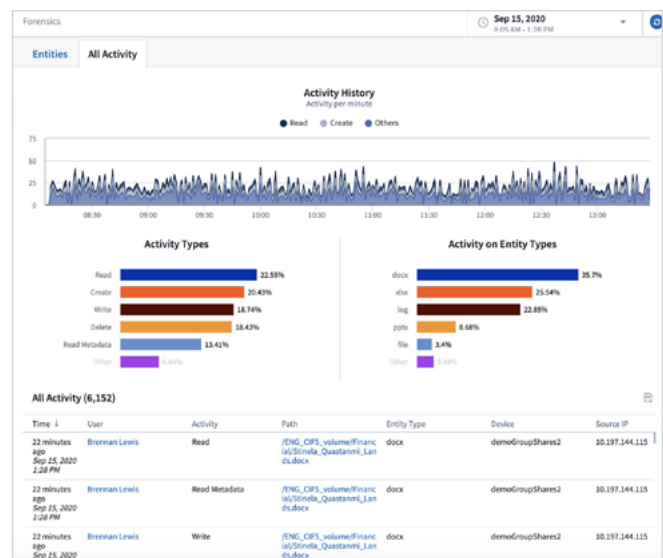 Forensics
Sep 15, 2020
8:05 AM - 1:28 PM
Entities
All Activity
Activity History
Activity per minute
Read
Create
Others
75
50
25
0
08:30
09:00
09:30
10:00
10:30
11:00
11:30
12:00
12:30
13:00
Activity Types
Read
22.55%
Create
20.43%
Write
18.74%
Delete
18.43%
Read Metadata
13.41%
Other
6.44%
Activity on Entity Types
docx
35.7%
xlsx
25.54%
log
22.85%
pptx
8.68%
file
3.4%
Other
All Activity (6,152)
Time ↓ User Activity Path Entity Type Device Source IP
22 minutes
ago
Sep 15, 2020
1:28 PM
Brennan Lewis
Read
/ENG_CIFS_volume/Financ
ial/Stinela_Quastanmi_Lan
ds.docx
docx
demoGroupShares2
10.197.144.115
22 minutes
ago
Sep 15, 2020
1:28 PM
Brennan Lewis
Read Metadata
/ENG_CIFS_volume/Financ
ial/Stinela_Quastanmi_Lan
ds.docx
docx
demoGroupShares2
10.197.144.115
22 minutes
ago
Sep 15, 2020
Brennan Lewis
Write
/ENG_CIFS_volume/Financ
ial/Stinela_Quastanmi_Lan
ds.docx
docx
demoGroupShares2
10.197.144.115